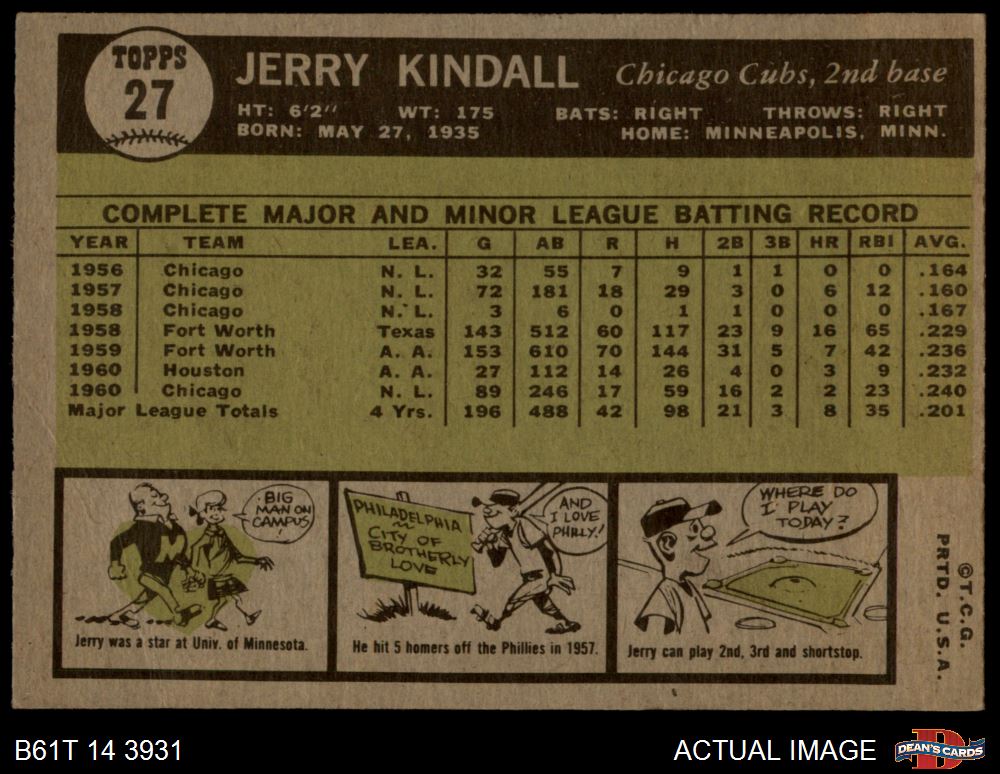 TOPPS
27
JERRY KINDALL Chicago Cubs, 2nd base
HT: 6'2" WT: 175 BATS: RIGHT THROWS: RIGHT
BORN: MAY 27, 1935 HOME: MINNEAPOLIS, MINN.
COMPLETE MAJOR AND MINOR LEAGUE BATTING RECORD
YEAR TEAM LEA. G AB R H 2B 3B HR RBI AVG.
1956 Chicago N. L. 32 55 7 9 1 1 0 0 .164
1957 Chicago N. L. 72 181 18 29 3 0 6 12 .160
1958 Chicago N. L. 3 6 0 1 1 0 0 0 .167
1958 Fort Worth Texas 143 512 60 117 23 9 16 65 .229
1959 Fort Worth A. A. 153 610 70 144 31 5 7 42 .236
1960 Houston A. A. 27 112 14 26 4 0 3 9 .232
1960 Chicago N. L. 89 246 17 59 16 2 2 23 .240
Major League Totals 4 Yrs. 196 488 42 98 21 3 8 35 .201
BIG
MAN ON
CAMPUS!
M
Jerry was a star at Univ. of Minnesota.
PHILADELPHIA
~
CITY OF
BROTHERLY
LOVE
AND
I LOVE
PHILLY!
He hit 5 homers off the Phillies in 1957.
WHERE DO
I PLAY
TODAY?
Jerry can play 2nd, 3rd and shortstop.
©T.C.G.
PRTD. U.S.A.
B61T 14 3931 ACTUAL IMAGE
D
DEAN'S CARDS